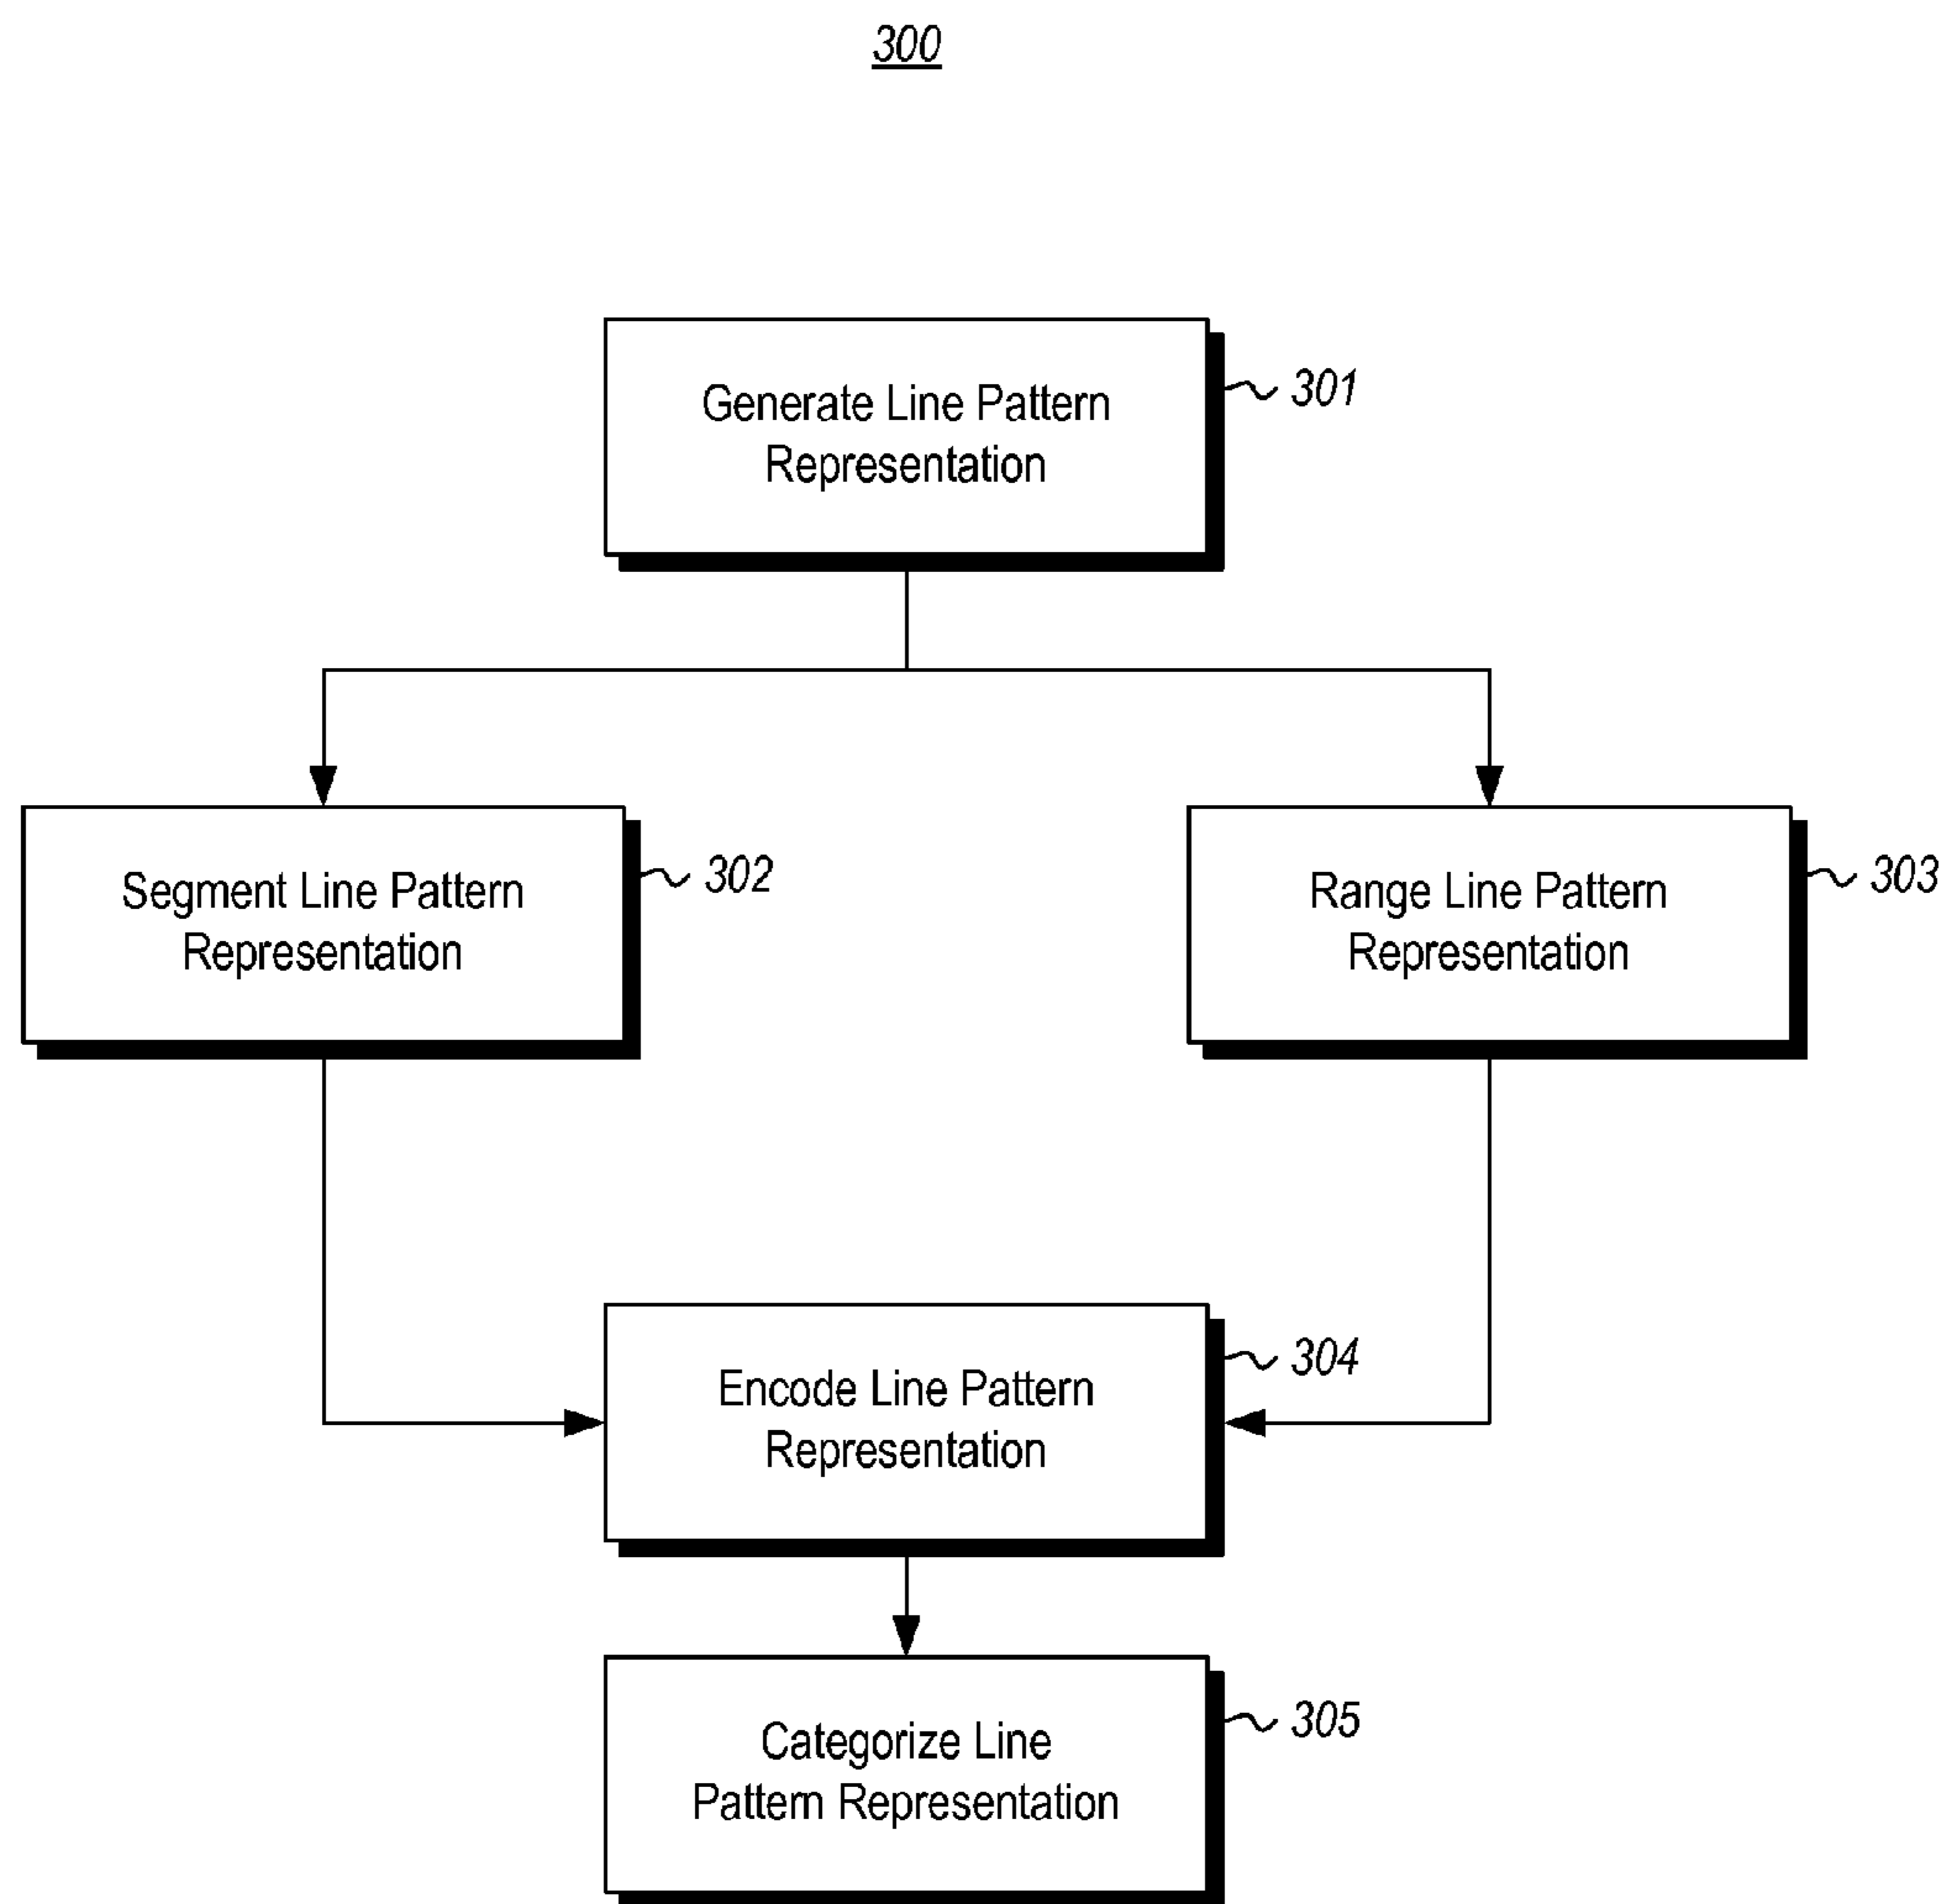 300
Generate Line Pattern
Representation
301
Segment Line Pattern
Representation
302
Range Line Pattern
Representation
303
Encode Line Pattern
Representation
304
Categorize Line
Pattern Representation
305